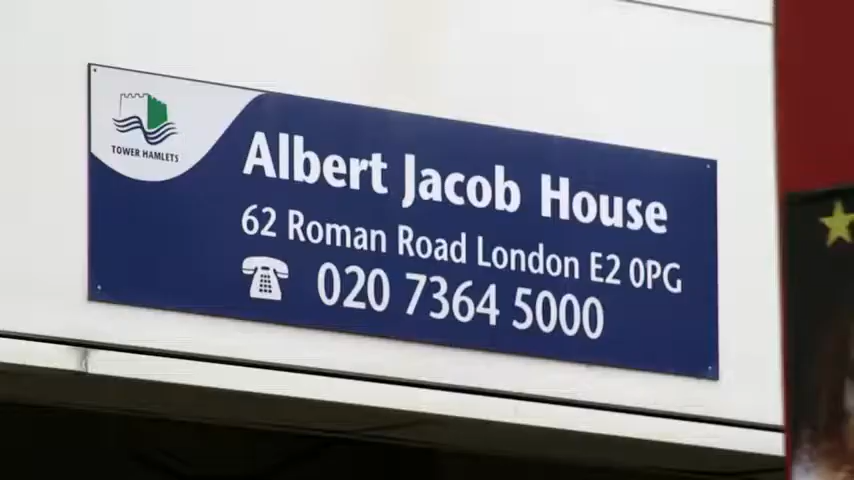 TOWER HAMLETS
Albert Jacob House
62 Roman Road London E2 0PG
020 7364 5000